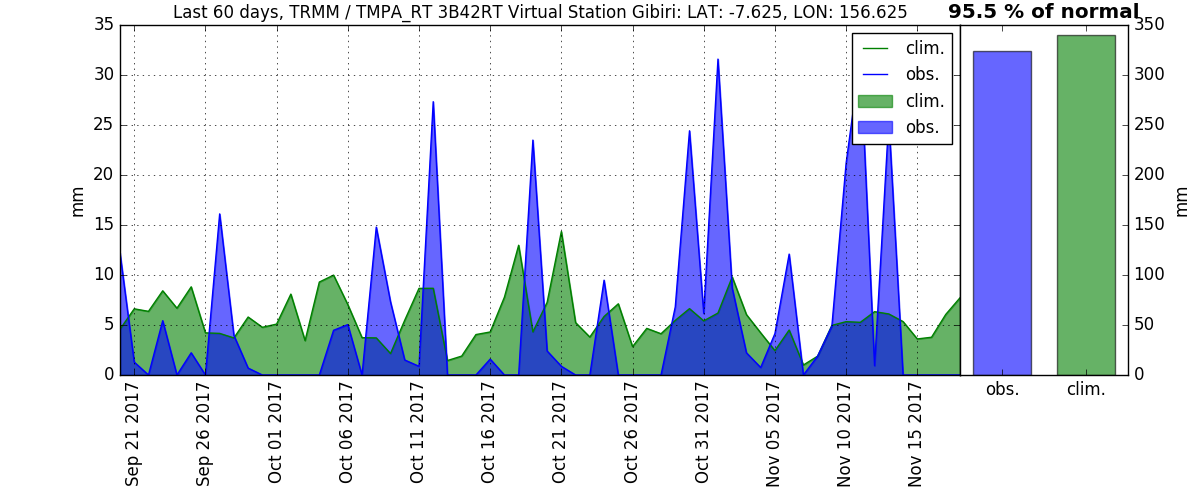 Last 60 days, TRMM / TMPA_RT 3B42RT Virtual Station Gibiri: LAT: -7.625, LON: 156.625
95.5 % of normal
35
30
25
20
15
10
5
0
mm
clim.
obs.
clim.
obs.
350
300
250
200
150
100
50
0
mm
obs.
clim.
Sep 21 2017
Sep 26 2017
Oct 01 2017
Oct 06 2017
Oct 11 2017
Oct 16 2017
Oct 21 2017
Oct 26 2017
Oct 31 2017
Nov 05 2017
Nov 10 2017
Nov 15 2017